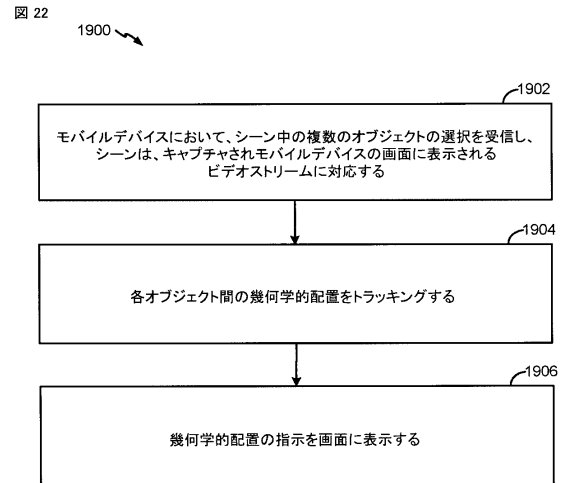 図 22
1900
1902
モバイルデバイスにおいて、シーン中の複数のオブジェクトの選択を受信し、
シーンは、キャプチャされモバイルデバイスの画面に表示される
ビデオストリームに対応する
1904
各オブジェクト間の幾何学的配置をトラッキングする
1906
幾何学的配置の指示を画面に表示する